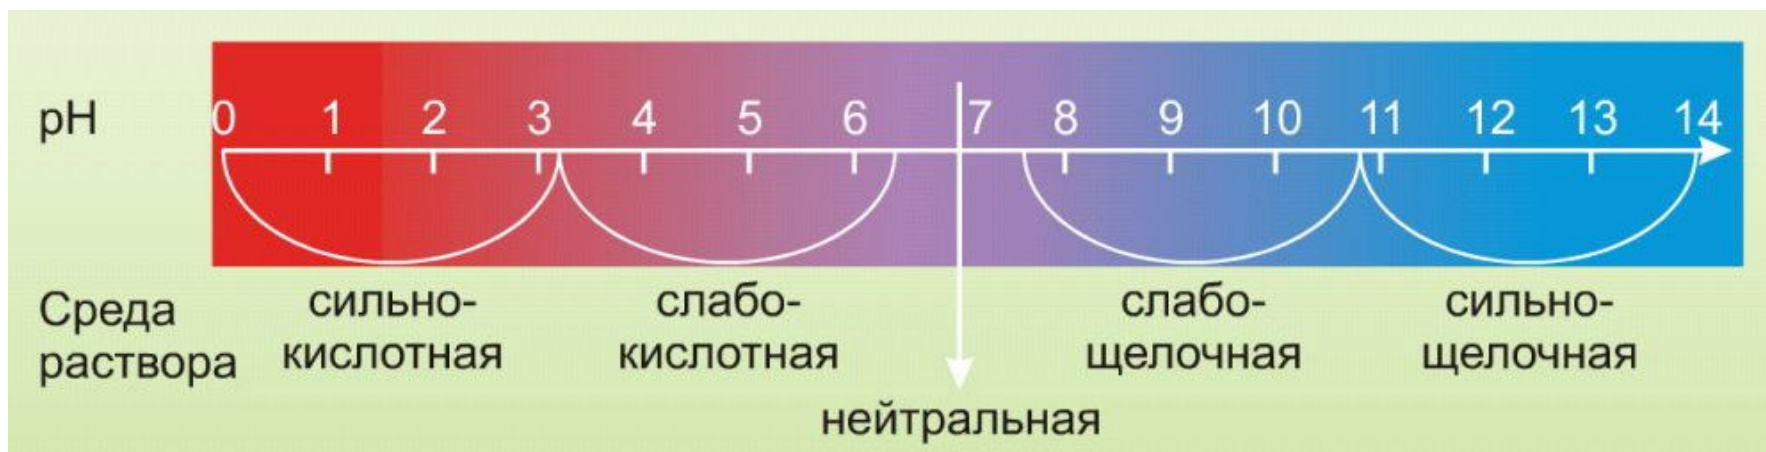 pH 0 1 2 3 4 5 6 7 8 9 10 11 12 13 14
Среда раствора
сильно-
кислотная
слабо-
кислотная
нейтральная
слабо-
щелочная
сильно-
щелочная